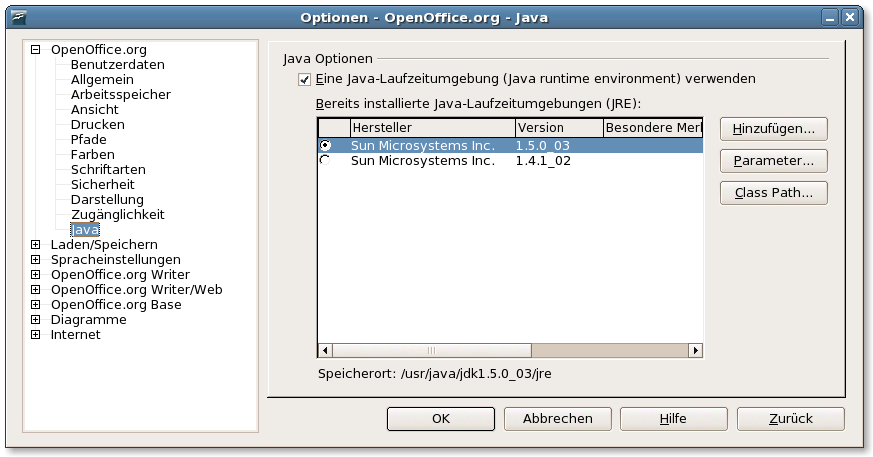 Optionen - OpenOffice.org - Java
OpenOffice.org
Benutzerdaten
Allgemein
Arbeitsspeicher
Ansicht
Drucken
Pfade
Farben
Schriftarten
Sicherheit
Darstellung
Zugänglichkeit
Java
Laden/Speichern
Spracheinstellungen
OpenOffice.org Writer
OpenOffice.org Writer/Web
OpenOffice.org Base
Diagramme
Internet
Java Optionen
Eine Java-Laufzeitumgebung (Java runtime environment) verwenden
Bereits installierte Java-Laufzeitumgebungen (JRE):
Hersteller Version Besondere Merl
Sun Microsystems Inc. 1.5.0_03
Sun Microsystems Inc. 1.4.1_02
Hinzufügen...
Parameter...
Class Path...
Speicherort: /usr/java/jdk1.5.0_03/jre
OK Abbrechen Hilfe Zurück